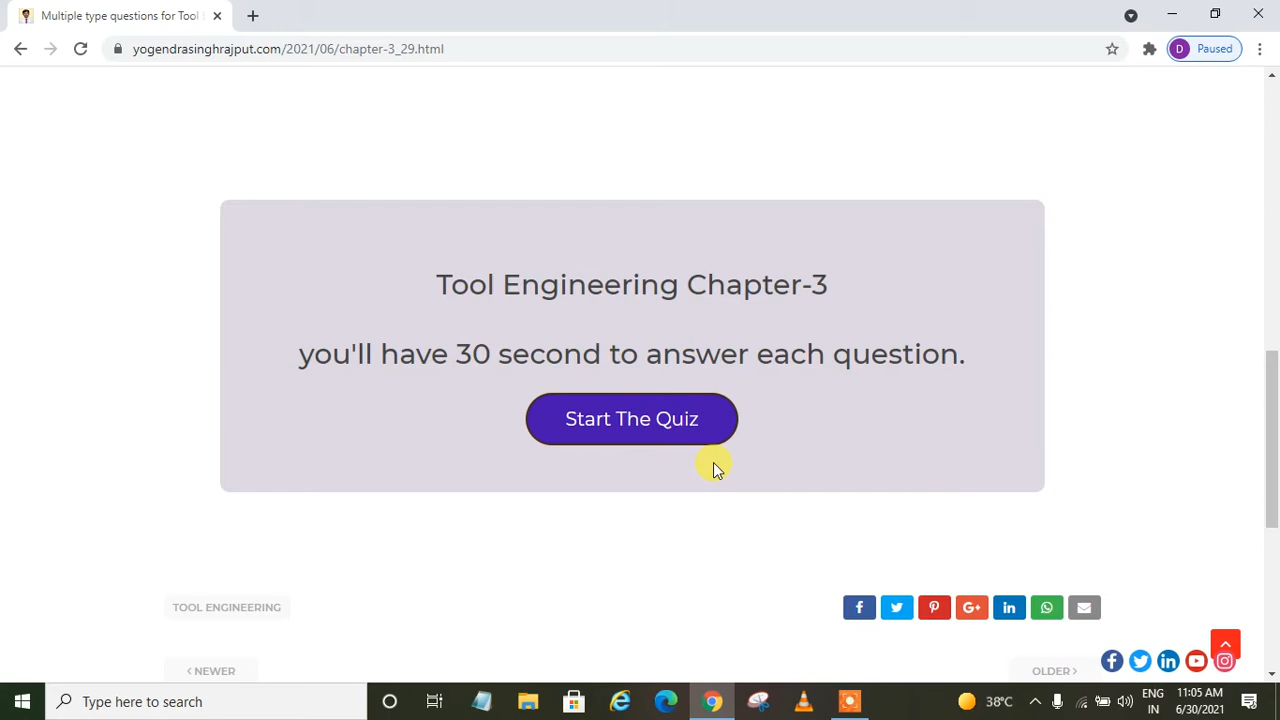 Multiple type questions for Tool
yogendrasinghrajput.com/2021/06/chapter-3_29.html
D Paused
Tool Engineering Chapter-3
you'll have 30 second to answer each question.
Start The Quiz
TOOL ENGINEERING
< NEWER
OLDER >
Type here to search
38°C
ENG
IN
11:05 AM
6/30/2021